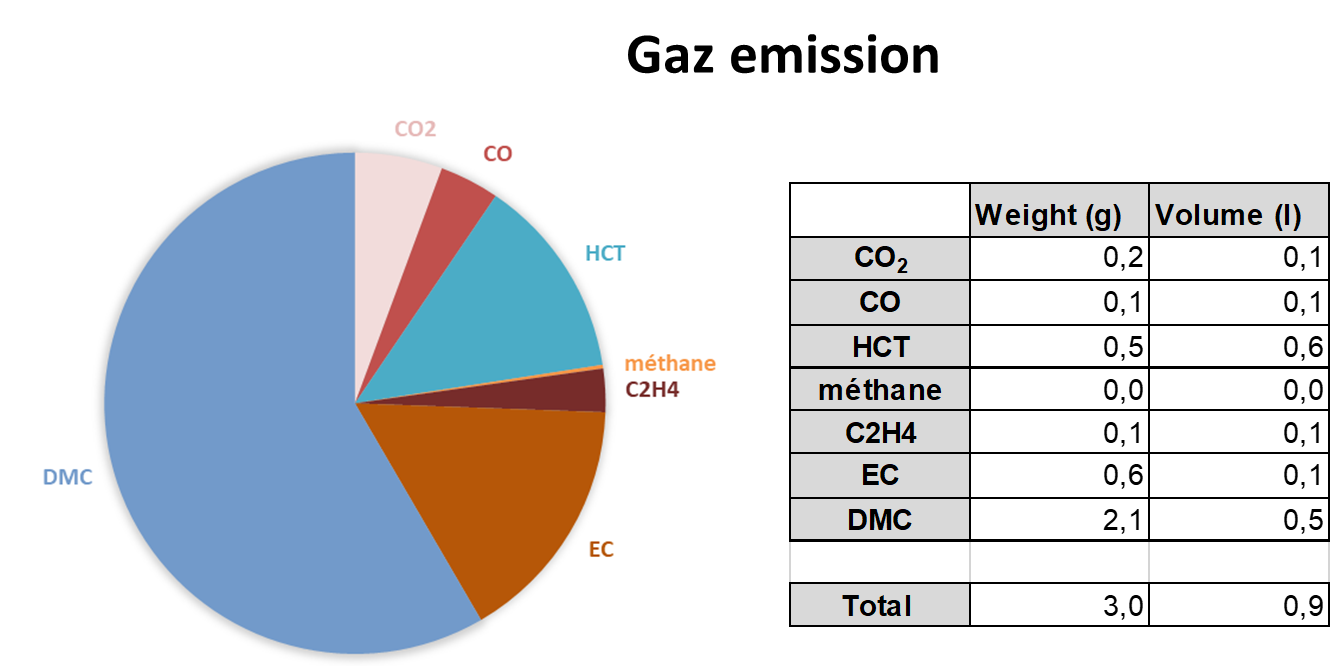 Gaz emission
CO2
CO
HCT
méthane
C2H4
EC
DMC
Weight (g) Volume (l)
CO₂ 0,2 0,1
CO 0,1 0,1
HCT 0,5 0,6
méthane 0,0 0,0
C2H4 0,1 0,1
EC 0,6 0,1
DMC 2,1 0,5
Total 3,0 0,9